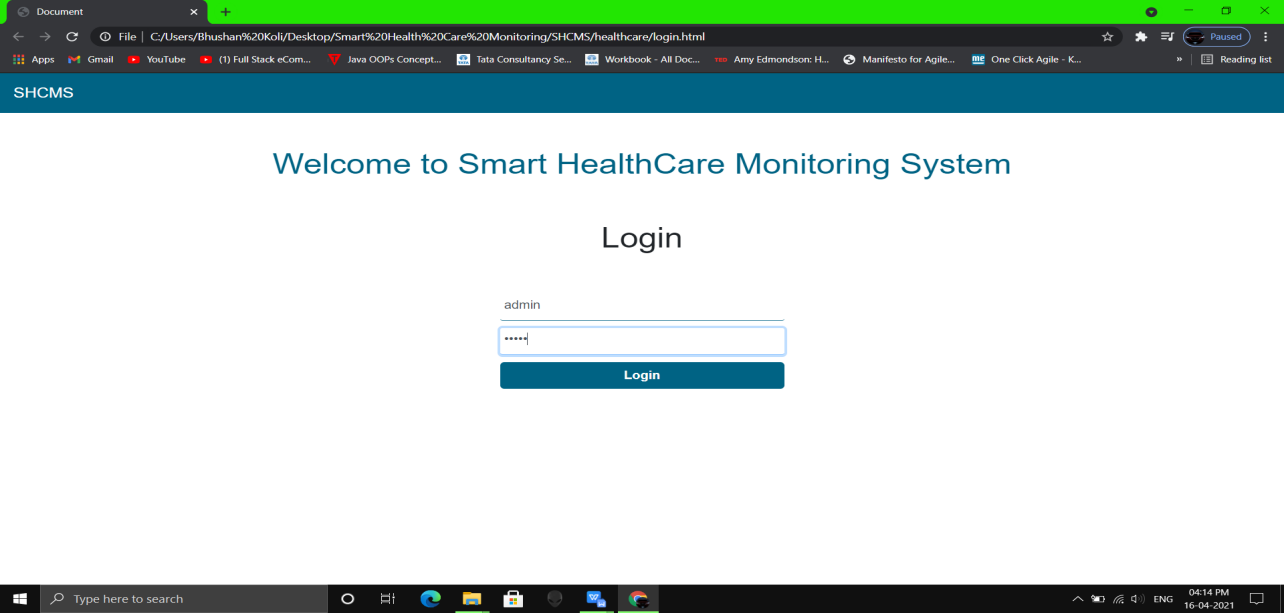 Document
File | C:/Users/Bhushan%20Koli/Desktop/Smart%20Health%20Care%20Monitoring/SHCMS/healthcare/login.html
Paused
Apps Gmail YouTube (1) Full Stack eCom... Java OOPs Concept... Tata Consultancy Se... Workbook - All Doc... TED Amy Edmondson: H... Manifesto for Agile... me One Click Agile - K... » Reading list
SHCMS
Welcome to Smart HealthCare Monitoring System
Login
admin
•••••
Login
Type here to search
ENG
04:14 PM
16-04-2021